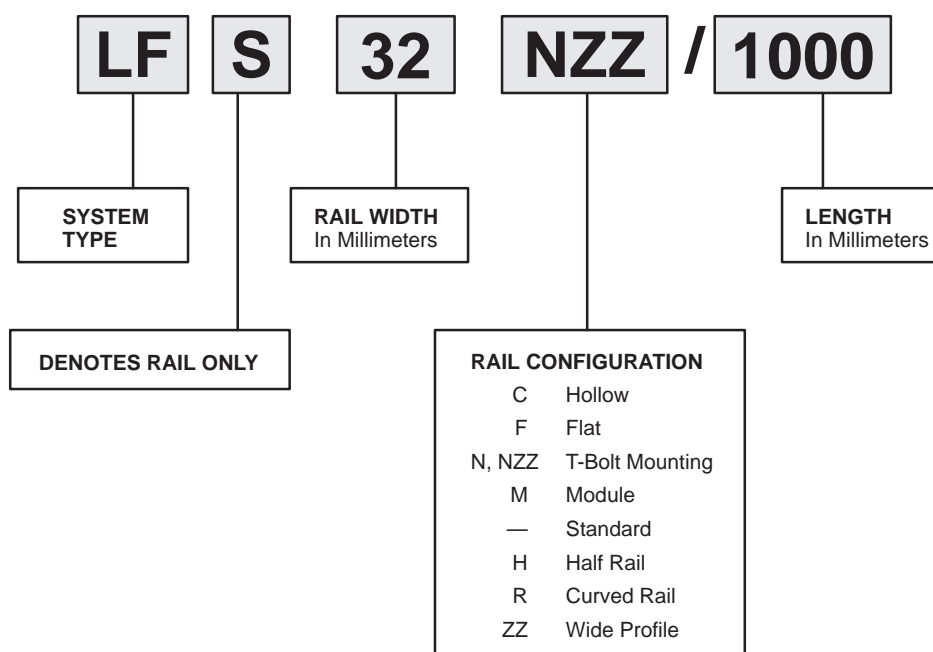 LF S 32 NZZ / 1000
SYSTEM
TYPE
RAIL WIDTH
In Millimeters
LENGTH
In Millimeters
DENOTES RAIL ONLY
RAIL CONFIGURATION
C Hollow
F Flat
N, NZZ T-Bolt Mounting
M Module
— Standard
H Half Rail
R Curved Rail
ZZ Wide Profile